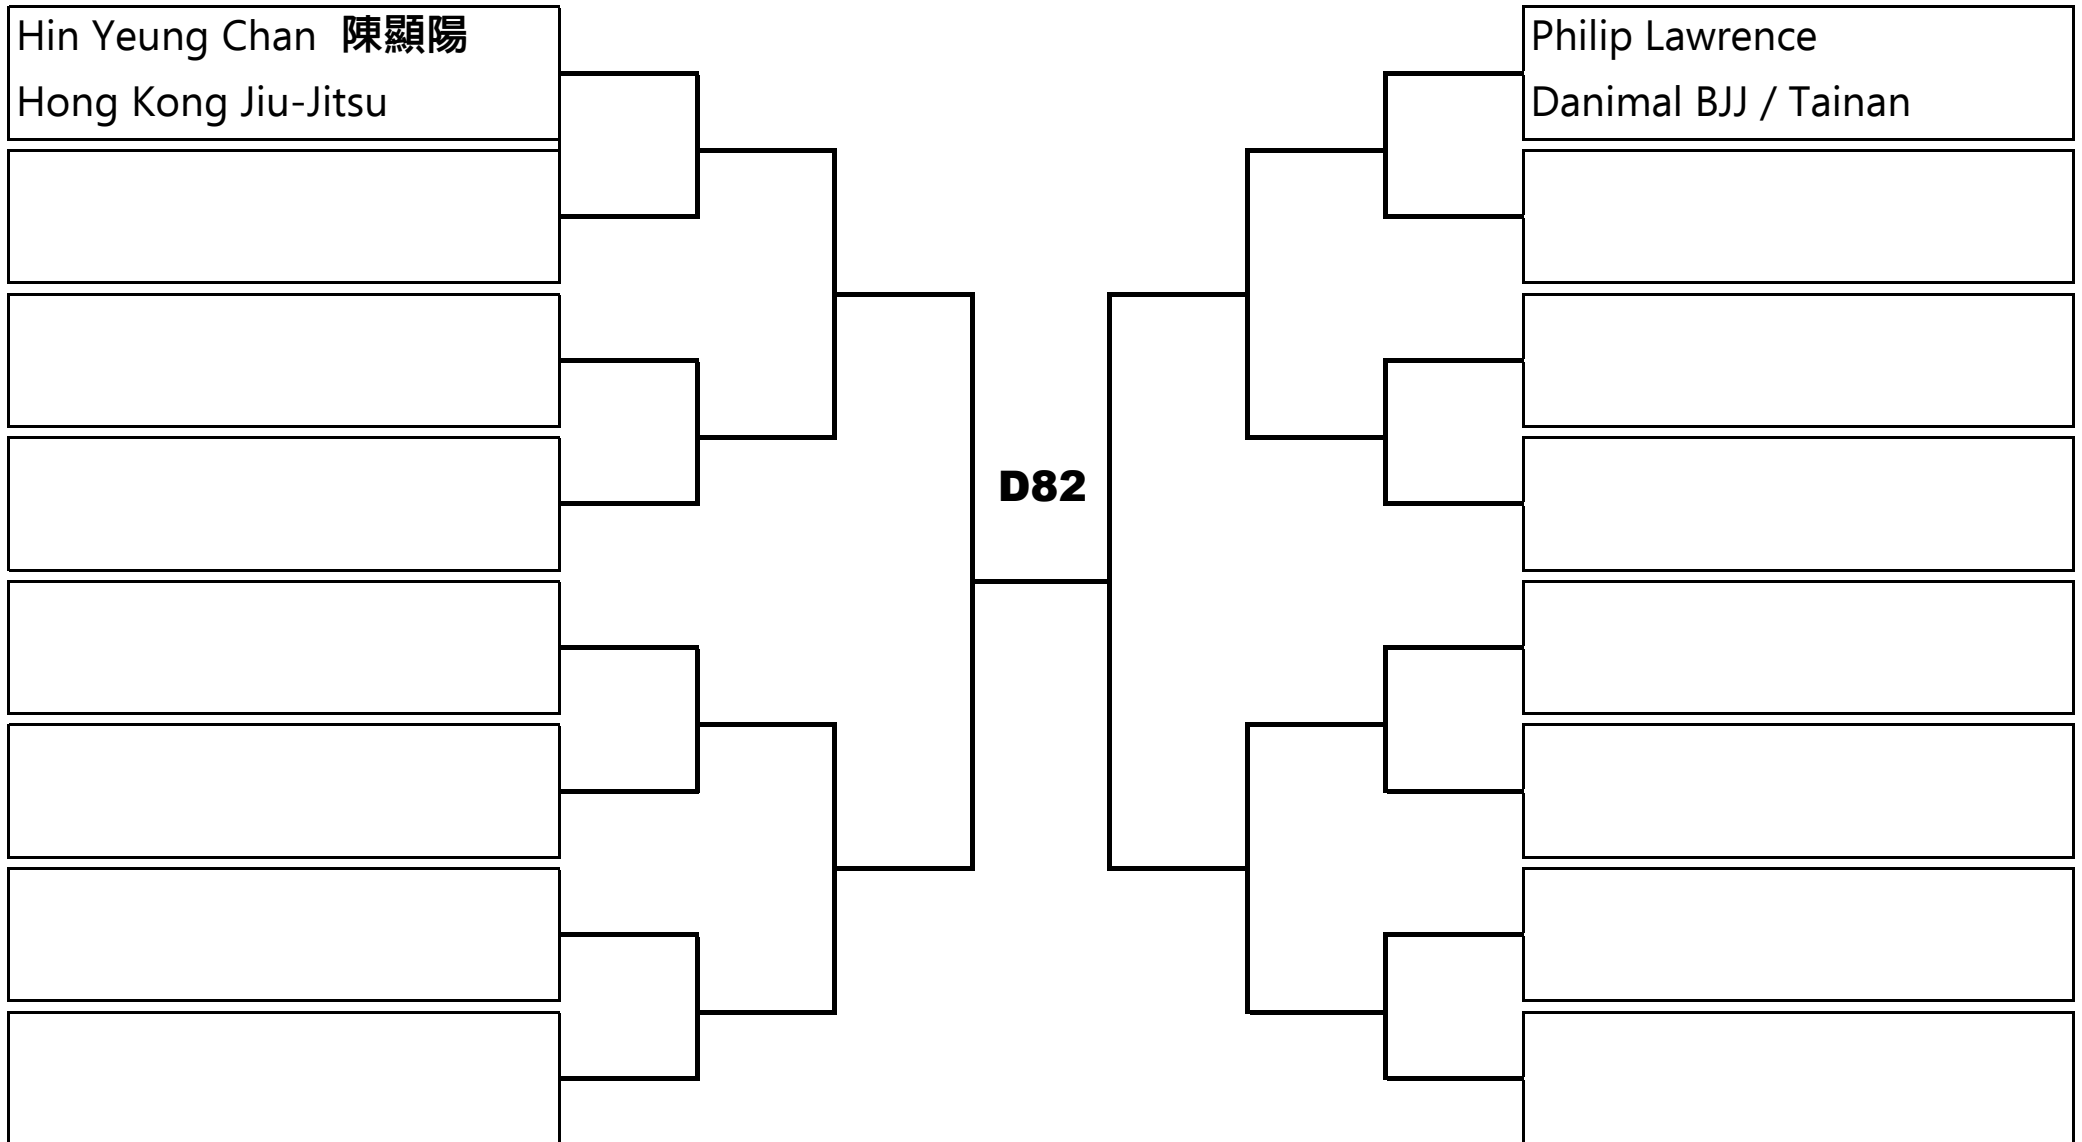 Hin Yeung Chan 陳顯陽
Hong Kong Jiu-Jitsu
Philip Lawrence
Danimal BJJ / Tainan
D82